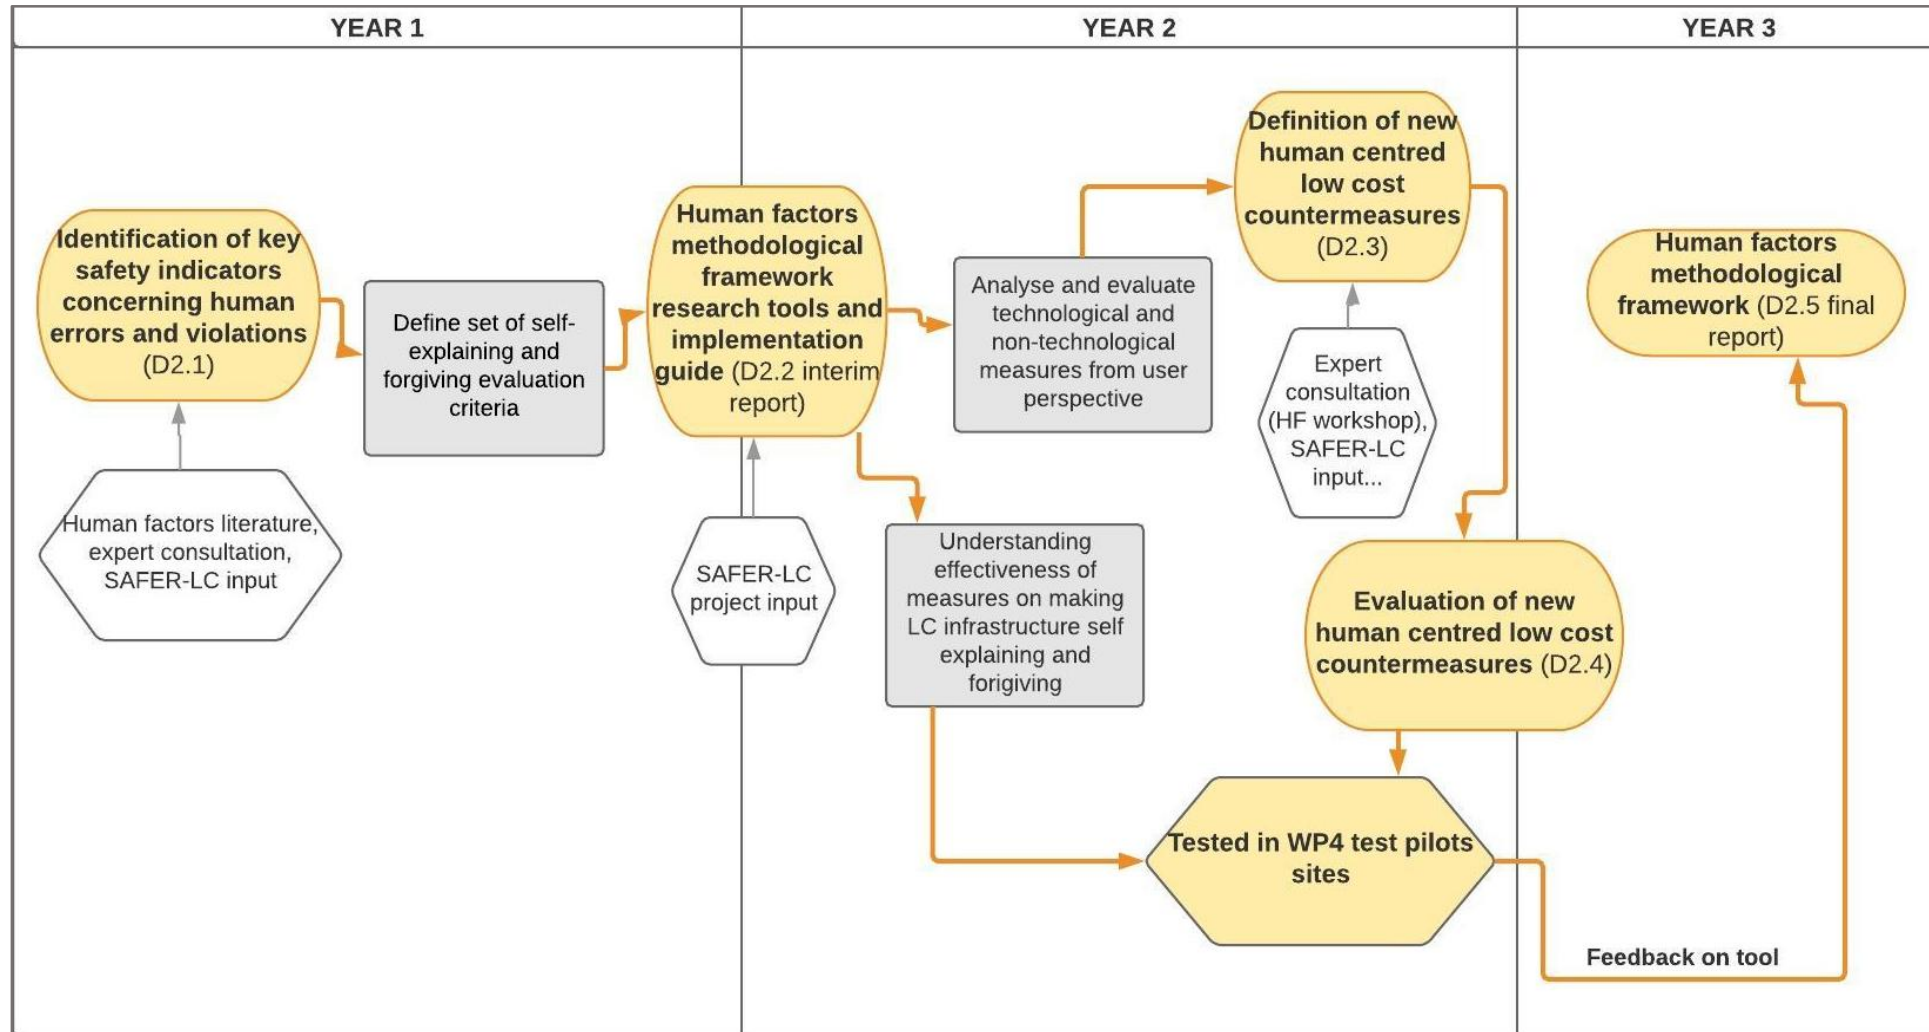 YEAR 1
YEAR 2
YEAR 3
Identification of key
safety indicators
concerning human
errors and violations
(D2.1)
Human factors literature,
expert consultation,
SAFER-LC input
Define set of self-
explaining and
forgiving evaluation
criteria
Human factors
methodological
framework
research tools and
implementation
guide (D2.2 interim
report)
SAFER-LC
project input
Analyse and evaluate
technological and
non-technological
measures from user
perspective
Understanding
effectiveness of
measures on making
LC infrastructure self
explaining and
forigiving
Definition of new
human centred
low cost
countermeasures
(D2.3)
Expert
consultation
(HF workshop),
SAFER-LC
input...
Evaluation of new
human centred low cost
countermeasures (D2.4)
Tested in WP4 test pilots
sites
Feedback on tool
Human factors
methodological
framework (D2.5 final
report)